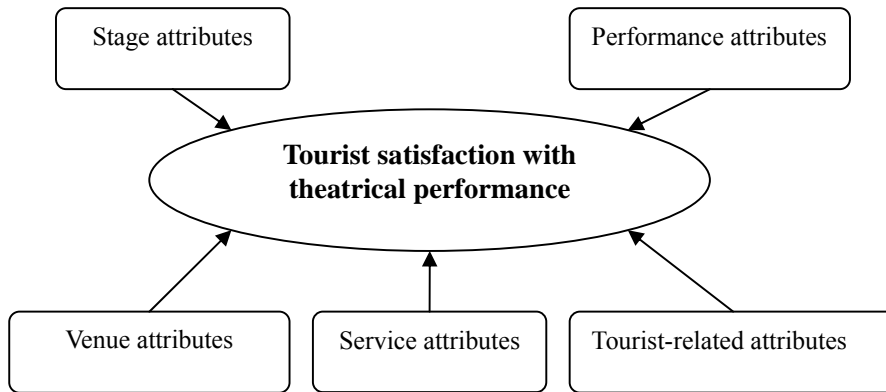 Stage attributes
Performance attributes
Tourist satisfaction with
theatrical performance
Venue attributes
Service attributes
Tourist-related attributes